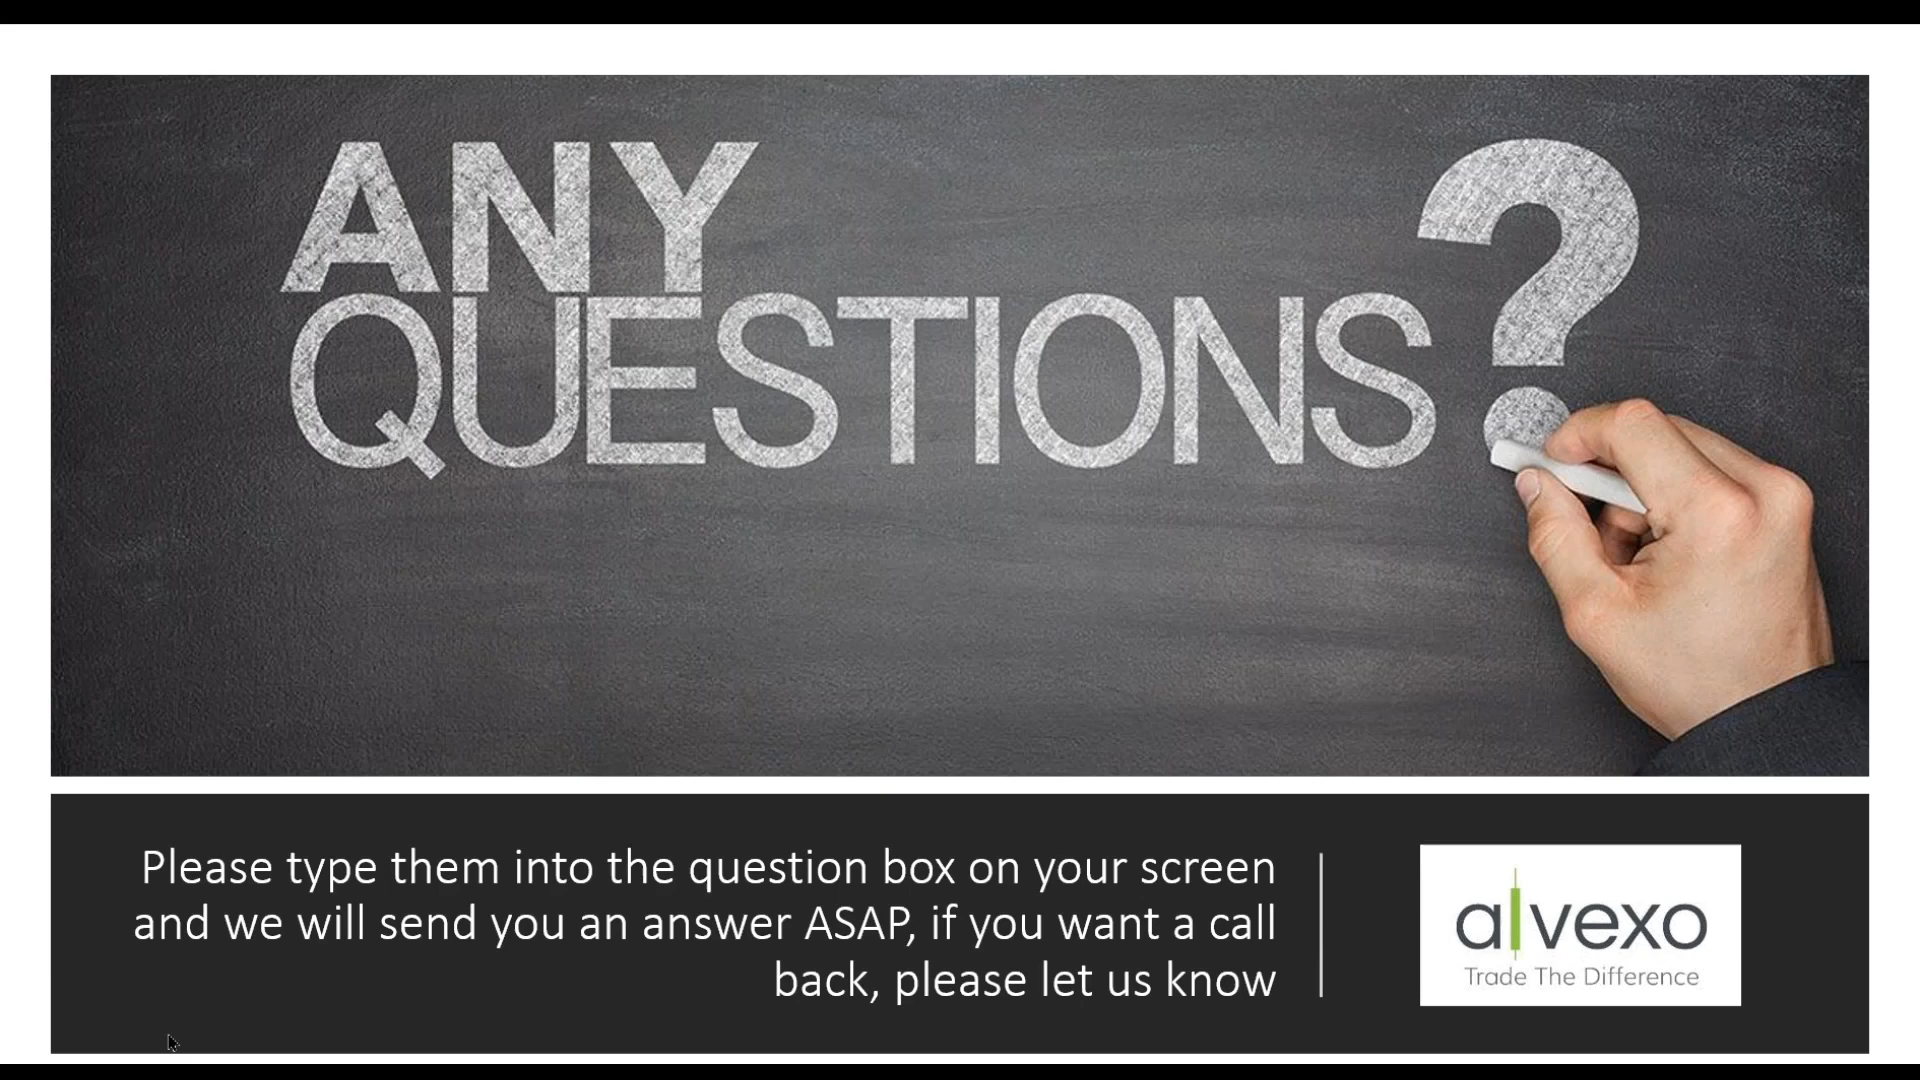 ANY
QUESTIONS?
Please type them into the question box on your screen
and we will send you an answer ASAP, if you want a call
back, please let us know
alvexo
Trade The Difference